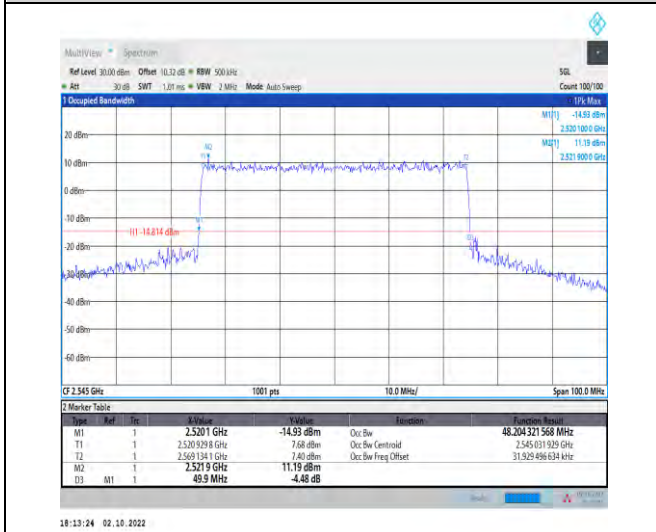 MultiView Spectrum
Ref Level 30.00 dBm Offset 10.32 dB RBW 500 kHz SGL
Att 30 dB SWT 1.01 ms VBW 2 MHz Mode Auto Sweep Count 100/100
1 Occupied Bandwidth 1Pk Max
M1[1] -14.93 dBm
2.520 100 0 GHz
M2[1] 11.19 dBm
2.521 900 0 GHz
20 dBm
M2
T1 T2
10 dBm
0 dBm
-10 dBm
M1
H1 -14.814 dBm
D3
-20 dBm
-30 dBm
-40 dBm
-50 dBm
-60 dBm
CF 2.545 GHz 1001 pts 10.0 MHz/ Span 100.0 MHz
2 Marker Table
Type Ref Trc X-Value Y-Value Function Function Result
M1 1 2.5201 GHz -14.93 dBm Occ Bw 48.204 321 568 MHz
T1 1 2.520 929 8 GHz 7.68 dBm Occ Bw Centroid 2.545 031 929 GHz
T2 1 2.569 134 1 GHz 7.40 dBm Occ Bw Freq Offset 31.929 496 634 kHz
M2 1 2.5219 GHz 11.19 dBm
D3 M1 1 49.9 MHz -4.48 dB
18:13:24 02.10.2022